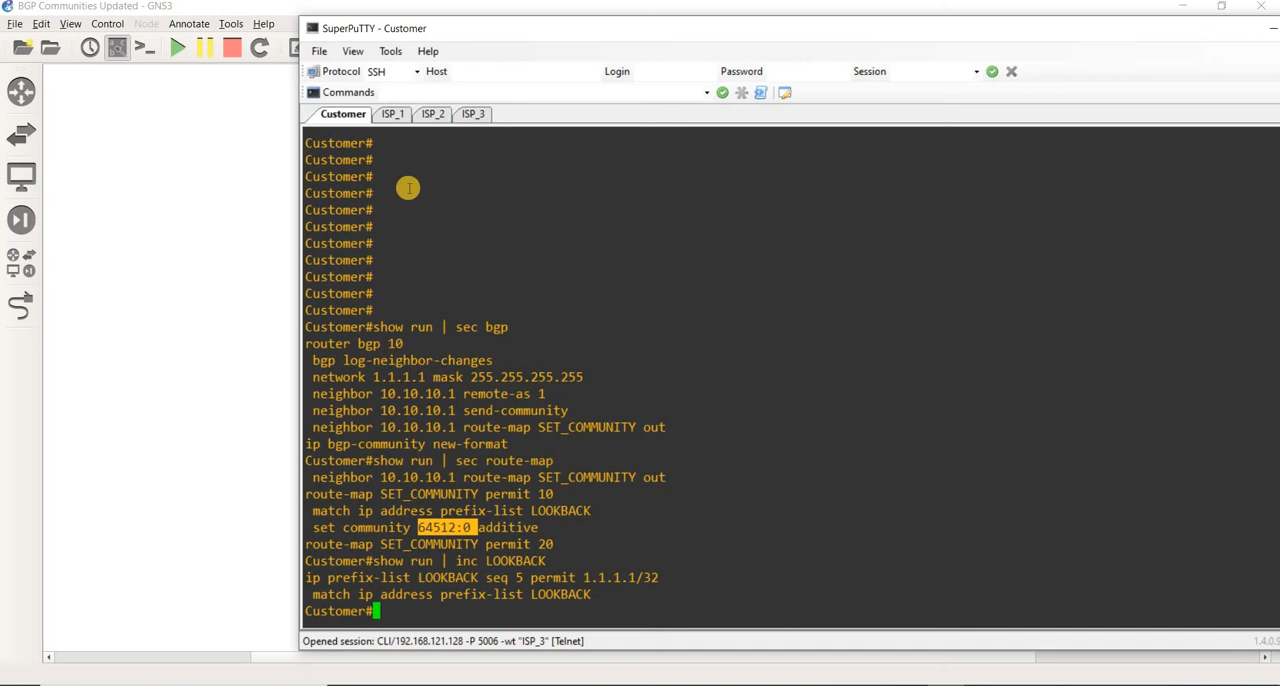 BGP Communities Updated - GNS3
File Edit View Control Node Annotate Tools Help
SuperPuTTY - Customer
File View Tools Help
Protocol SSH Host Login Password Session
Commands
Customer ISP_1 ISP_2 ISP_3
Customer#
Customer#
Customer#
Customer#
Customer#
Customer#
Customer#
Customer#
Customer#
Customer#
Customer#
Customer#show run | sec bgp
router bgp 10
bgp log-neighbor-changes
network 1.1.1.1 mask 255.255.255.255
neighbor 10.10.10.1 remote-as 1
neighbor 10.10.10.1 send-community
neighbor 10.10.10.1 route-map SET_COMMUNITY out
ip bgp-community new-format
Customer#show run | sec route-map
neighbor 10.10.10.1 route-map SET_COMMUNITY out
route-map SET_COMMUNITY permit 10
match ip address prefix-list LOOKBACK
set community 64512:0 additive
route-map SET_COMMUNITY permit 20
Customer#show run | inc LOOKBACK
ip prefix-list LOOKBACK seq 5 permit 1.1.1.1/32
match ip address prefix-list LOOKBACK
Customer#
Opened session: CLI/192.168.121.128 -P 5006 -wt "ISP_3" [Telnet]
1.4.0.9